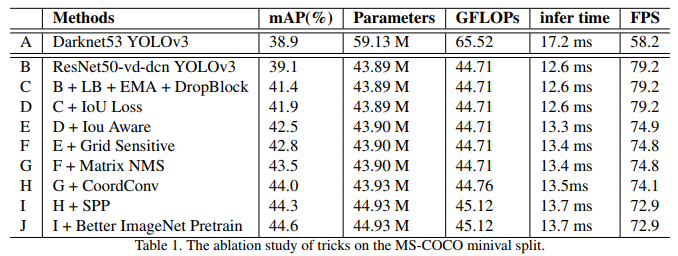 Methods mAP(%) Parameters GFLOPs infer time FPS
A Darknet53 YOLOv3 38.9 59.13 M 65.52 17.2 ms 58.2
B ResNet50-vd-dcn YOLOv3 39.1 43.89 M 44.71 12.6 ms 79.2
C B + LB + EMA + DropBlock 41.4 43.89 M 44.71 12.6 ms 79.2
D C + IoU Loss 41.9 43.89 M 44.71 12.6 ms 79.2
E D + Iou Aware 42.5 43.90 M 44.71 13.3 ms 74.9
F E + Grid Sensitive 42.8 43.90 M 44.71 13.4 ms 74.8
G F + Matrix NMS 43.5 43.90 M 44.71 13.4 ms 74.8
H G + CoordConv 44.0 43.93 M 44.76 13.5ms 74.1
I H + SPP 44.3 44.93 M 45.12 13.7 ms 72.9
J I + Better ImageNet Pretrain 44.6 44.93 M 45.12 13.7 ms 72.9
Table 1. The ablation study of tricks on the MS-COCO minival split.